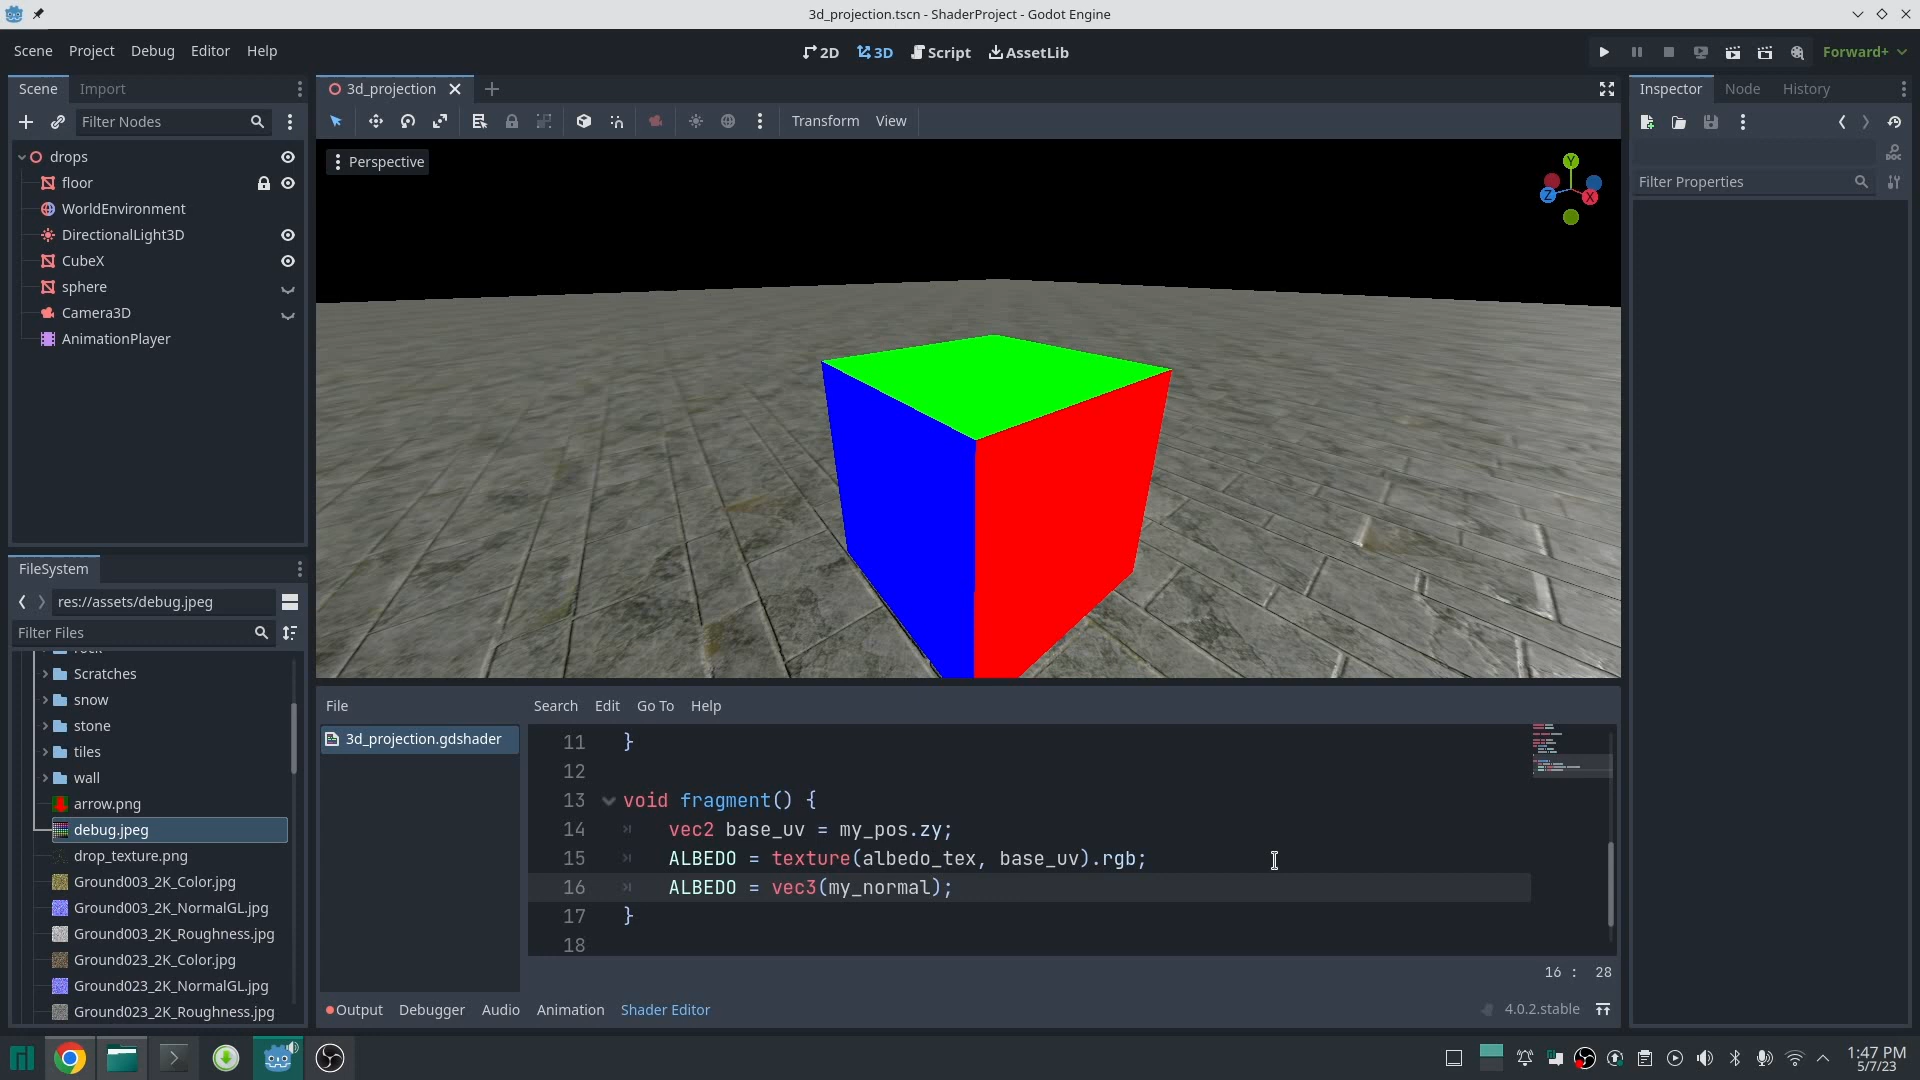 3d_projection.tscn - ShaderProject - Godot Engine
Scene Project Debug Editor Help
2D 3D Script AssetLib
Forward+
Scene Import
3d_projection
Inspector Node History
Filter Nodes
Transform View
drops
floor
WorldEnvironment
DirectionalLight3D
CubeX
sphere
Camera3D
AnimationPlayer
Perspective
Y
Z
X
DOC
Filter Properties
FileSystem
res://assets/debug.jpeg
Filter Files
rock
Scratches
snow
stone
tiles
wall
arrow.png
debug.jpeg
drop_texture.png
Ground003_2K_Color.jpg
Ground003_2K_NormalGL.jpg
Ground003_2K_Roughness.jpg
Ground023_2K_Color.jpg
Ground023_2K_NormalGL.jpg
Ground023_2K_Roughness.jpg
File
Search Edit Go To Help
3d_projection.gdshader
11 }
12
13 void fragment() {
14 vec2 base_uv = my_pos.zy;
15 ALBEDO = texture(albedo_tex, base_uv).rgb;
16 ALBEDO = vec3(my_normal);
17 }
18
16 : 28
Output Debugger Audio Animation Shader Editor
4.0.2.stable
1:47 PM
5/7/23